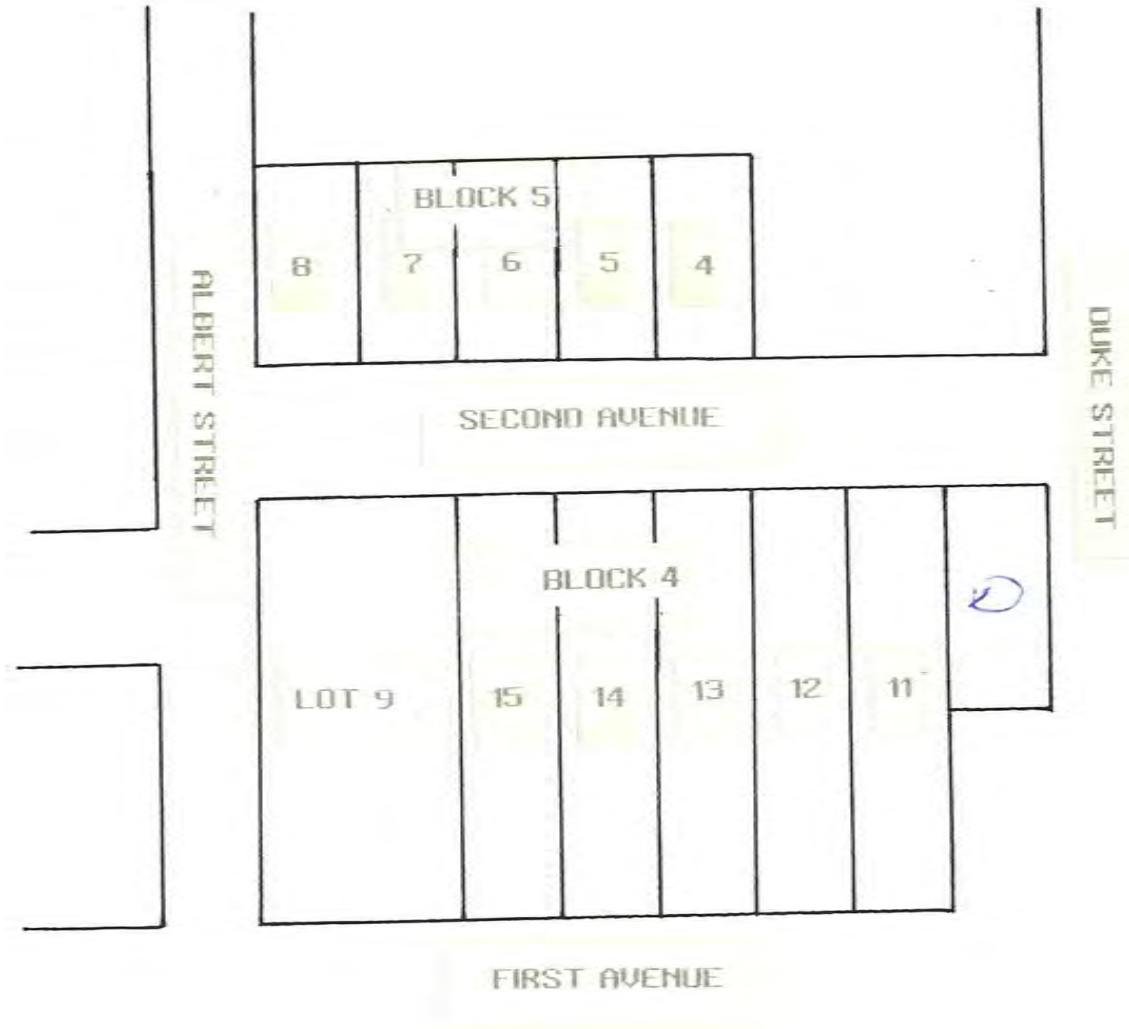 BLOCK 5
8 7 6 5 4
ALBERT STREET
DUKE STREET
SECOND AVENUE
BLOCK 4
LOT 9 15 14 13 12 11
FIRST AVENUE